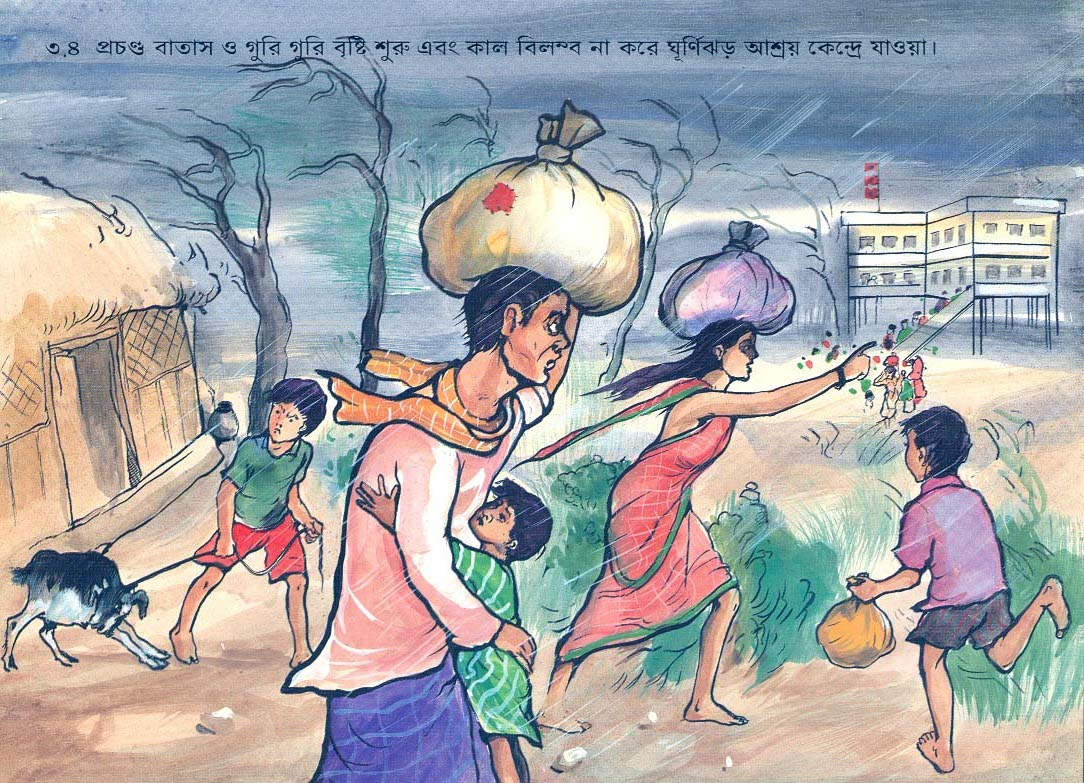 ৩.৪ প্রচণ্ড বাতাস ও গুরি গুরি বৃষ্টি শুরু এবং কাল বিলম্ব না করে ঘূর্ণিঝড় আশ্রয় কেন্দ্রে যাওয়া।